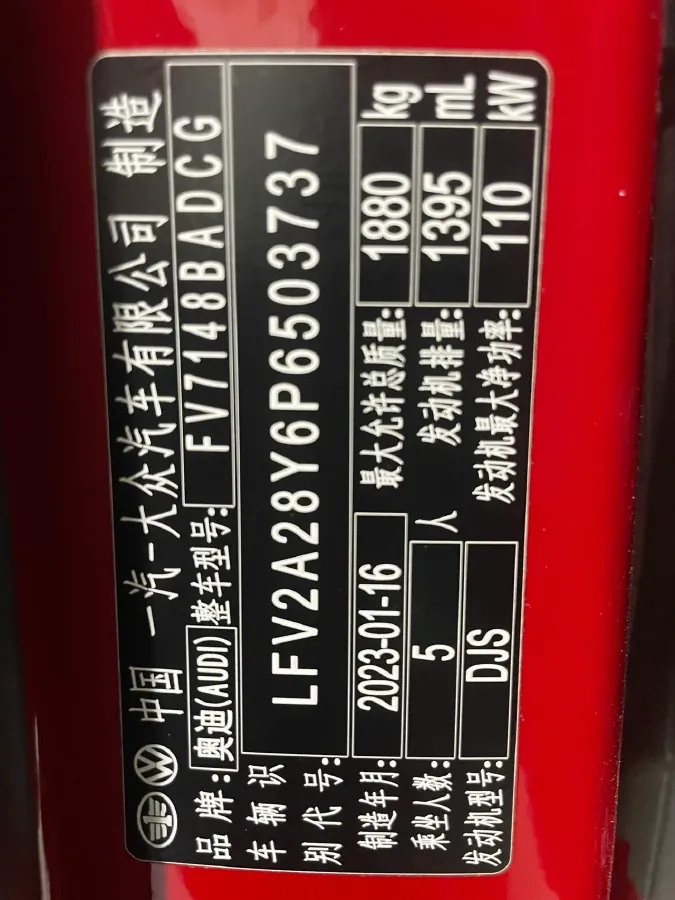 中国 一汽-大众汽车有限公司 制造
品牌: 奥迪(AUDI) 整车型号: FV7148BADCG
车辆识别代号: LFV2A28Y6P6503737
制造年月: 2023-01-16 最大允许总质量: 1880 kg
乘坐人数: 5 人 发动机排量: 1395 mL
发动机型号: DJS 发动机最大净功率: 110 kW